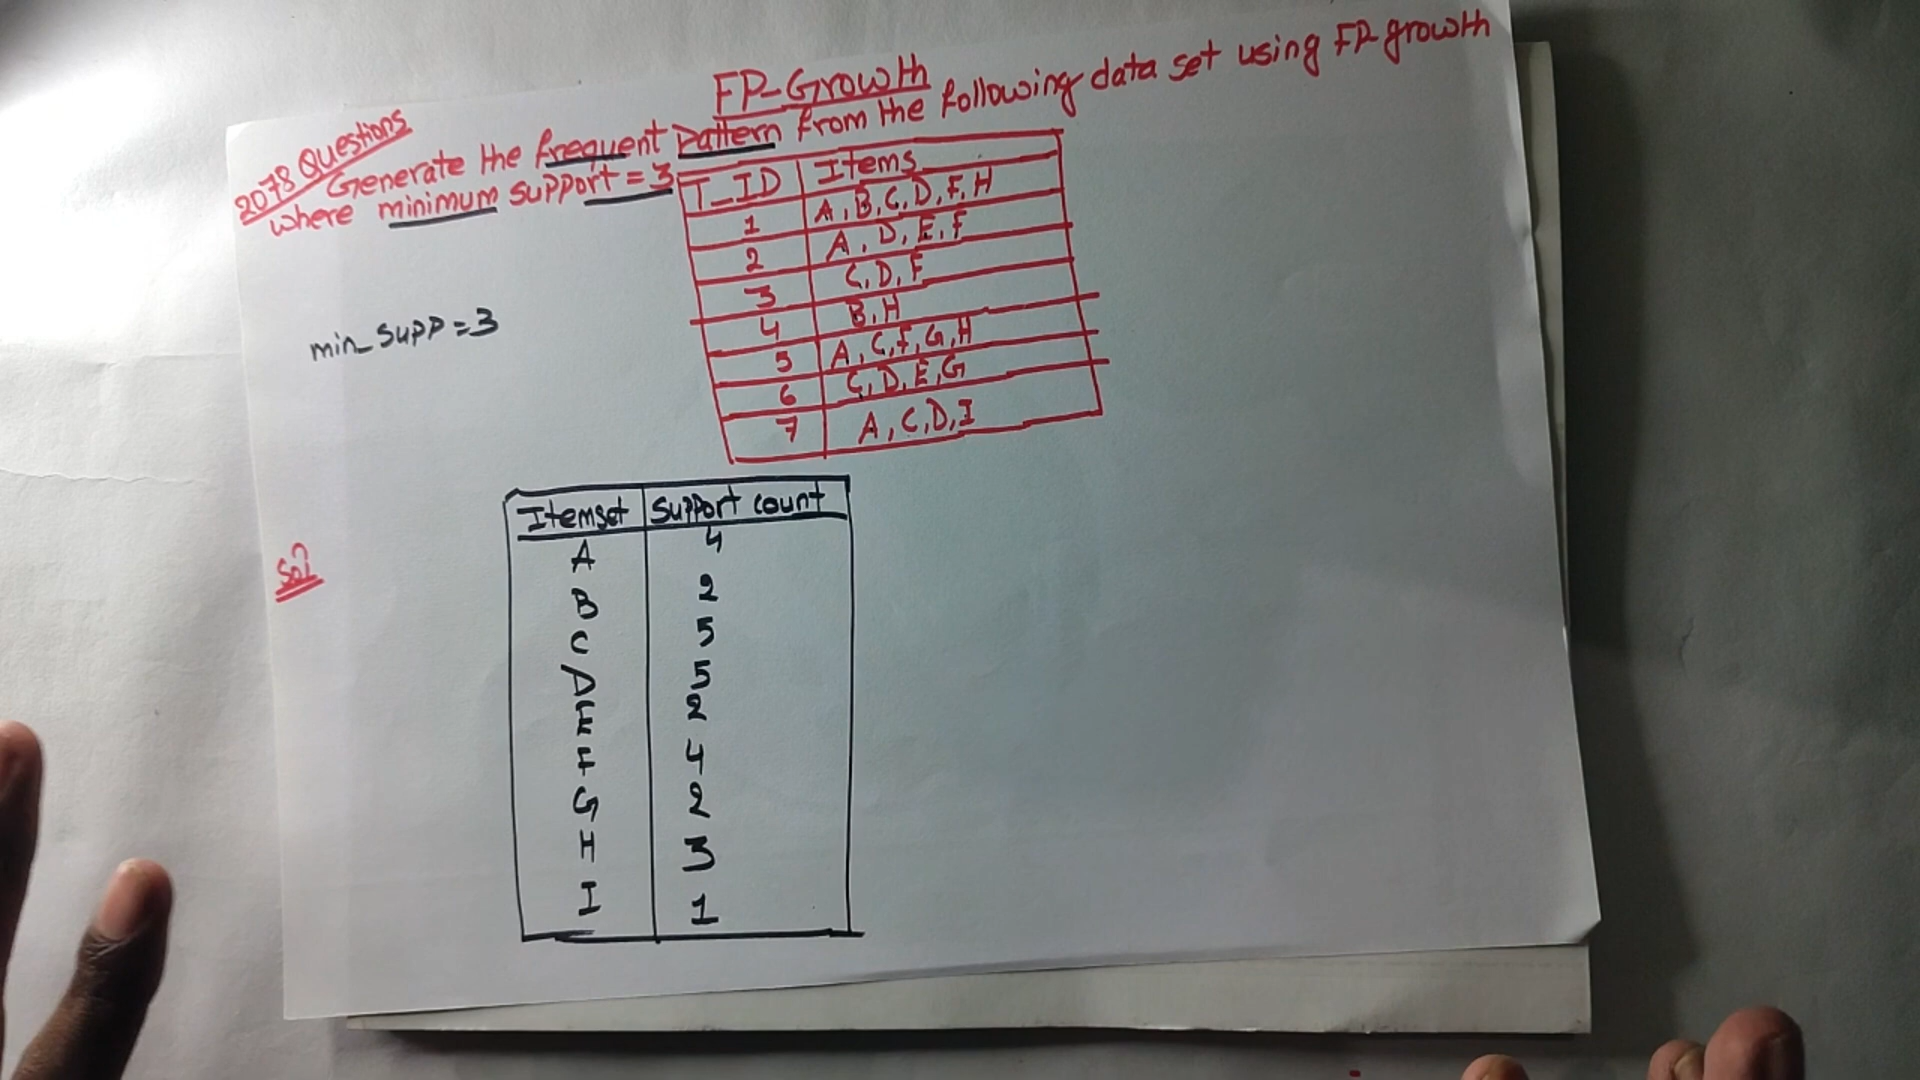 FP-Growth
2078 Questions
Generate the frequent pattern from the following data set using FP growth
where minimum support = 3
T_ID Items
1 A, B, C, D, F, H
2 A, D, E, F
3 C, D, F
4 B, H
5 A, C, F, G, H
6 C, D, E, G
7 A, C, D, I
min_supp = 3
Sol
Itemset Support count
A 4
B 2
C 5
D 5
E 2
F 4
G 2
H 3
I 1